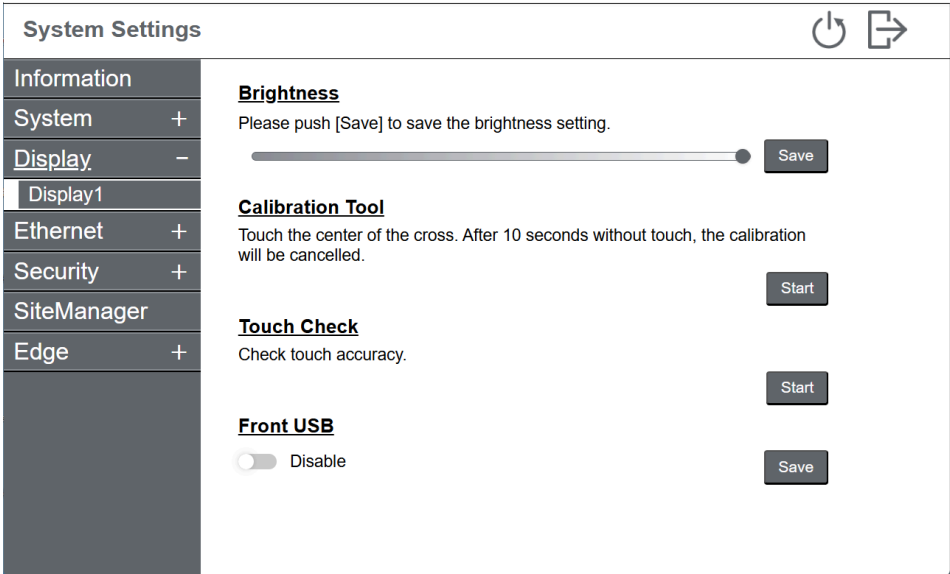 System Settings
Information
System +
Display −
Display1
Ethernet +
Security +
SiteManager
Edge +
Brightness
Please push [Save] to save the brightness setting.
Save
Calibration Tool
Touch the center of the cross. After 10 seconds without touch, the calibration
will be cancelled.
Start
Touch Check
Check touch accuracy.
Start
Front USB
Disable
Save